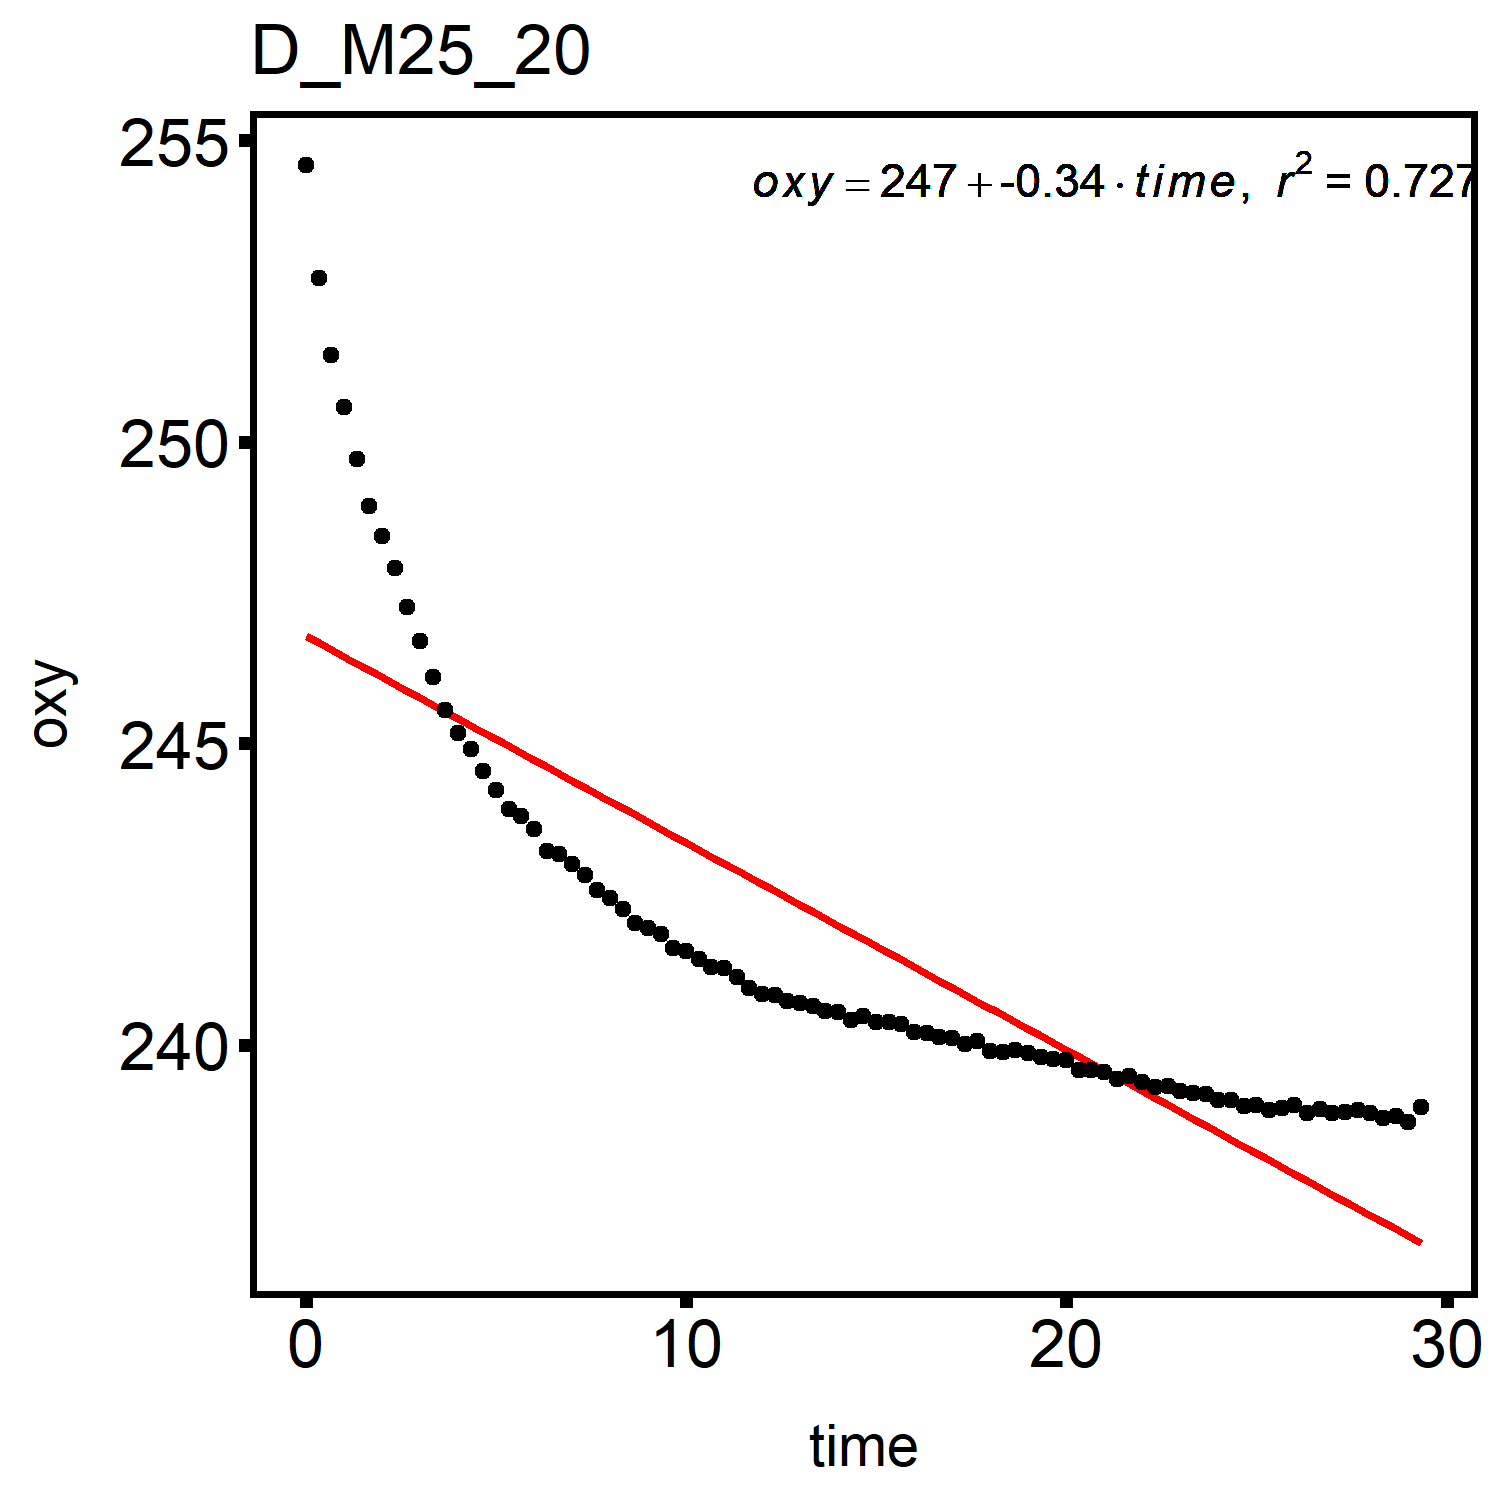 D_M25_20
oxy = 247 + -0.34 · time, r² = 0.727
255
250
245
240
oxy
0 10 20 30
time